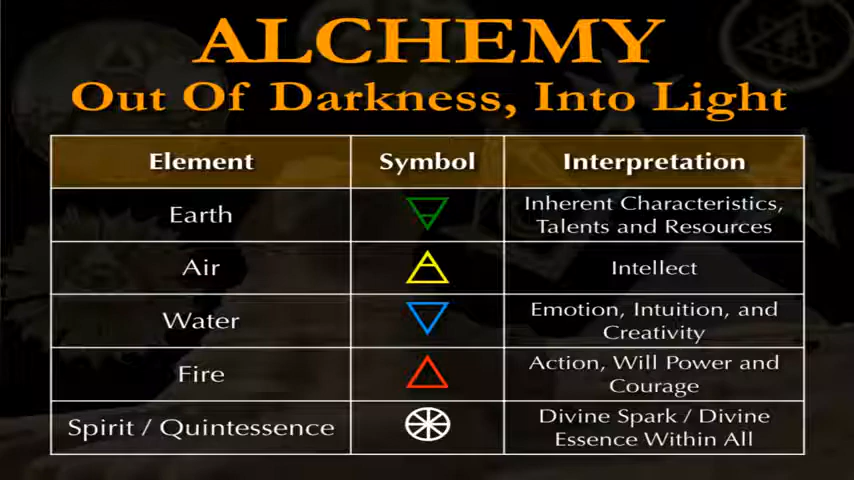 ALCHEMY
Out Of Darkness, Into Light
Element Symbol Interpretation
Earth
Inherent Characteristics,
Talents and Resources
Air
Intellect
Water
Emotion, Intuition, and
Creativity
Fire
Action, Will Power and
Courage
Spirit / Quintessence
Divine Spark / Divine
Essence Within All